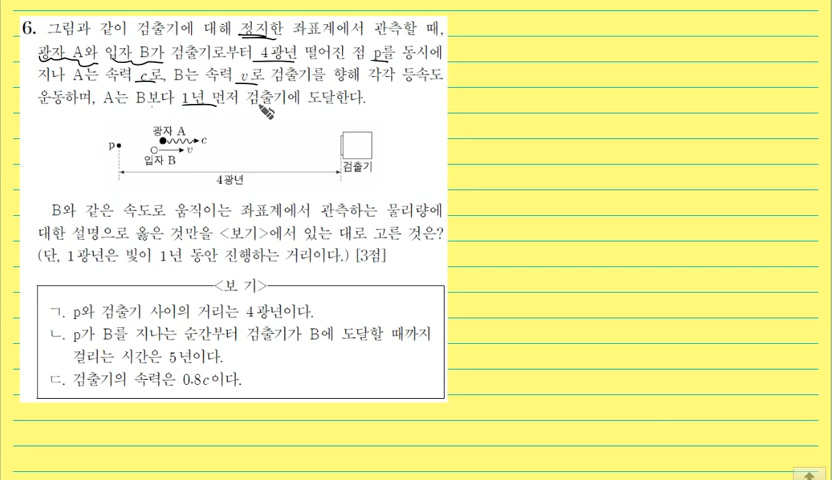 6. 그림과 같이 검출기에 대해 정지한 좌표계에서 관측할 때,
광자 A와 입자 B가 검출기로부터 4광년 떨어진 점 p를 동시에
지나 A는 속력 c로, B는 속력 v로 검출기를 향해 각각 등속도
운동하며, A는 B보다 1년 먼저 검출기에 도달한다.
광자 A
p
c
v
입자 B
검출기
4광년
B와 같은 속도로 움직이는 좌표계에서 관측하는 물리량에
대한 설명으로 옳은 것만을 <보기>에서 있는 대로 고른 것은?
(단, 1광년은 빛이 1년 동안 진행하는 거리이다.) [3점]
<보 기>
ㄱ. p와 검출기 사이의 거리는 4광년이다.
ㄴ. p가 B를 지나는 순간부터 검출기가 B에 도달할 때까지
걸리는 시간은 5년이다.
ㄷ. 검출기의 속력은 0.8c이다.